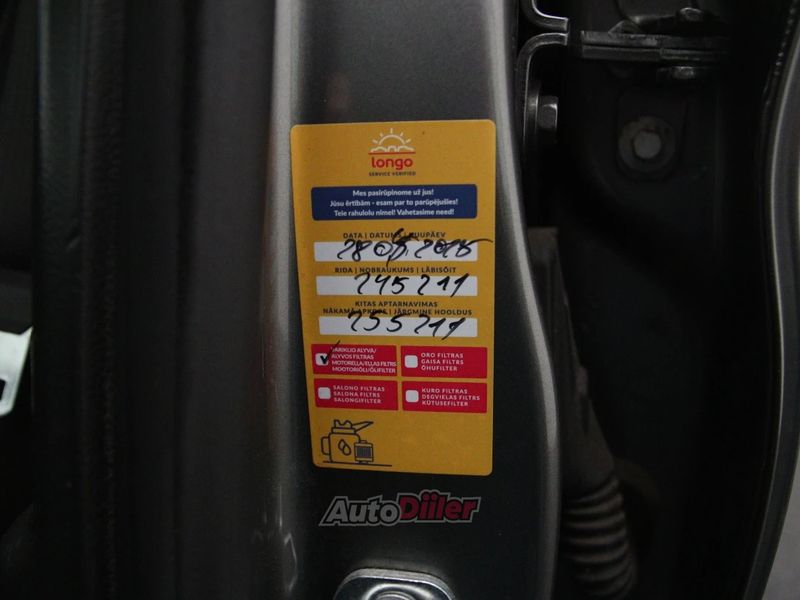 longo
SERVICE VERIFIED
Mes pasirūpinome už jus!
Jūsu ērtībām - esam par to parūpējušies!
Teie rahulolu nimel! Vahetasime need!
DATA | DATUMS | KUUPÄEV
RIDA | NOBRAUKUMS | LÄBISÕIT
245 211
KITAS APTARNAVIMAS
NĀKAMĀ APKOPE | JÄRGMINE HOOLDUS
255 211
VARIKLIO ALYVA/
ALYVOS FILTRAS
MOTOREĻĻA/EĻĻAS FILTRS
MOOTORIÕLI/ÕLIFILTER
ORO FILTRAS
GAISA FILTRS
ÕHUFILTER
SALONO FILTRAS
SALONA FILTRS
SALONGIFILTER
KURO FILTRAS
DEGVIELAS FILTRS
KÜTUSEFILTER
AutoDiiler